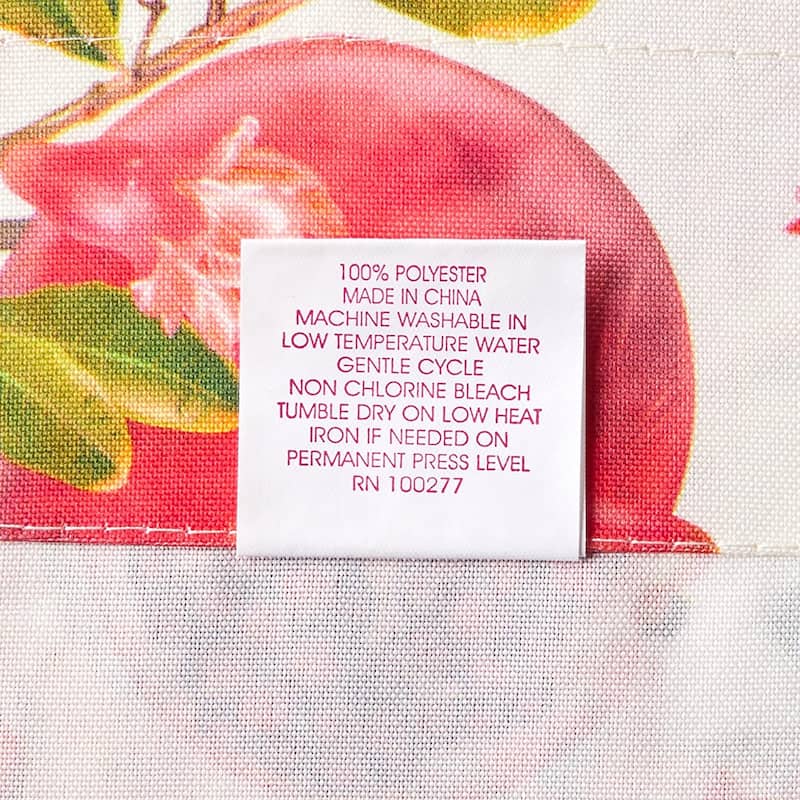 100% POLYESTER
MADE IN CHINA
MACHINE WASHABLE IN
LOW TEMPERATURE WATER
GENTLE CYCLE
NON CHLORINE BLEACH
TUMBLE DRY ON LOW HEAT
IRON IF NEEDED ON
PERMANENT PRESS LEVEL
RN 100277